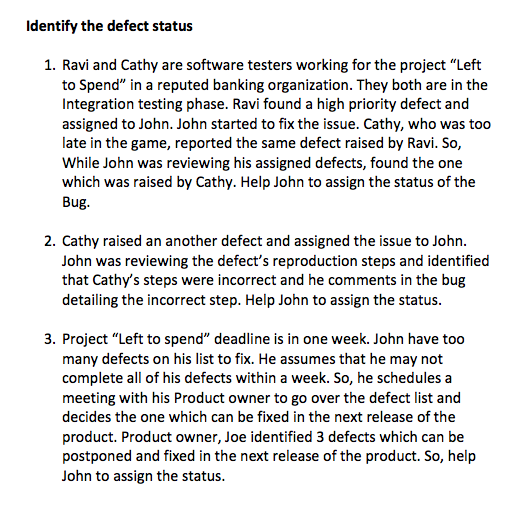 Identify the defect status
1. Ravi and Cathy are software testers working for the project “Left
to Spend” in a reputed banking organization. They both are in the
Integration testing phase. Ravi found a high priority defect and
assigned to John. John started to fix the issue. Cathy, who was too
late in the game, reported the same defect raised by Ravi. So,
While John was reviewing his assigned defects, found the one
which was raised by Cathy. Help John to assign the status of the
Bug.
2. Cathy raised an another defect and assigned the issue to John.
John was reviewing the defect’s reproduction steps and identified
that Cathy’s steps were incorrect and he comments in the bug
detailing the incorrect step. Help John to assign the status.
3. Project “Left to spend” deadline is in one week. John have too
many defects on his list to fix. He assumes that he may not
complete all of his defects within a week. So, he schedules a
meeting with his Product owner to go over the defect list and
decides the one which can be fixed in the next release of the
product. Product owner, Joe identified 3 defects which can be
postponed and fixed in the next release of the product. So, help
John to assign the status.